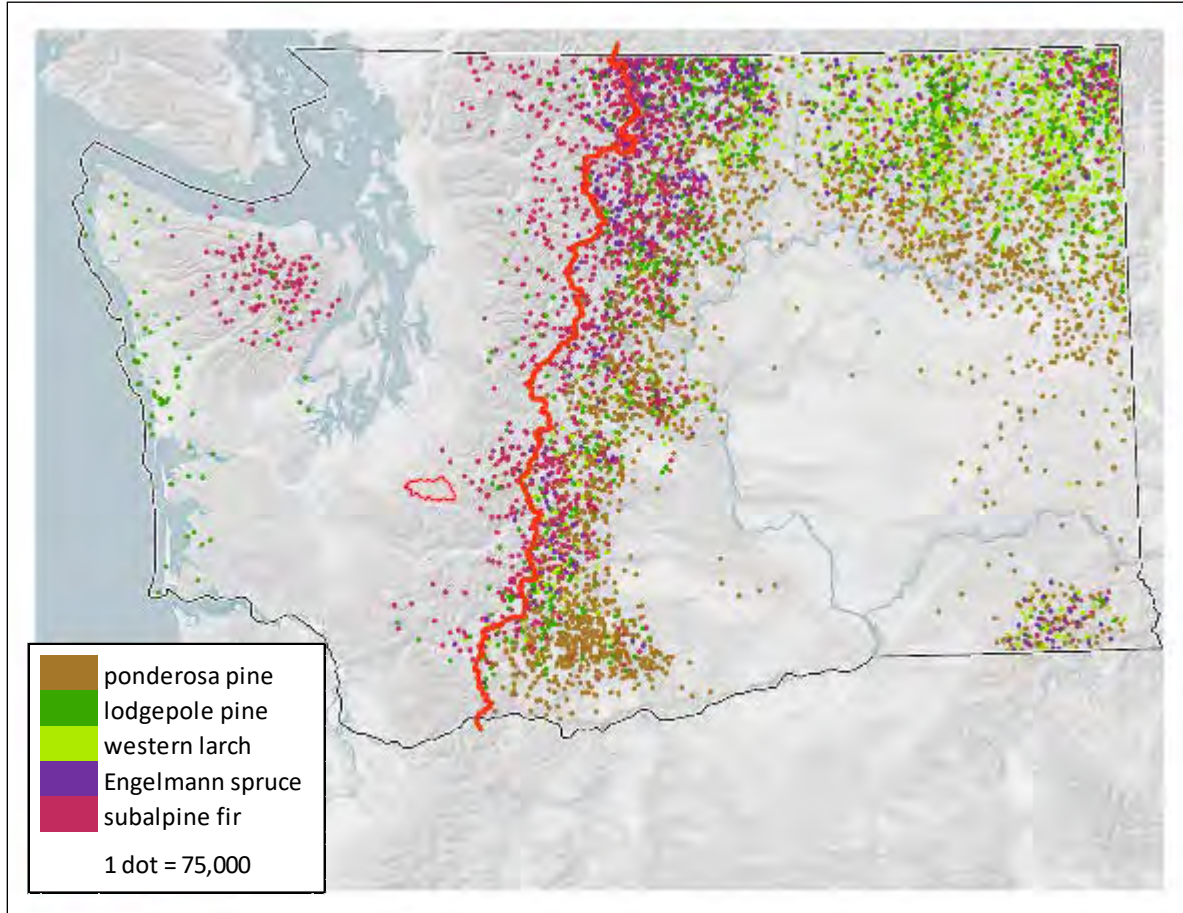 ponderosa pine
lodgepole pine
western larch
Engelmann spruce
subalpine fir
1 dot = 75,000